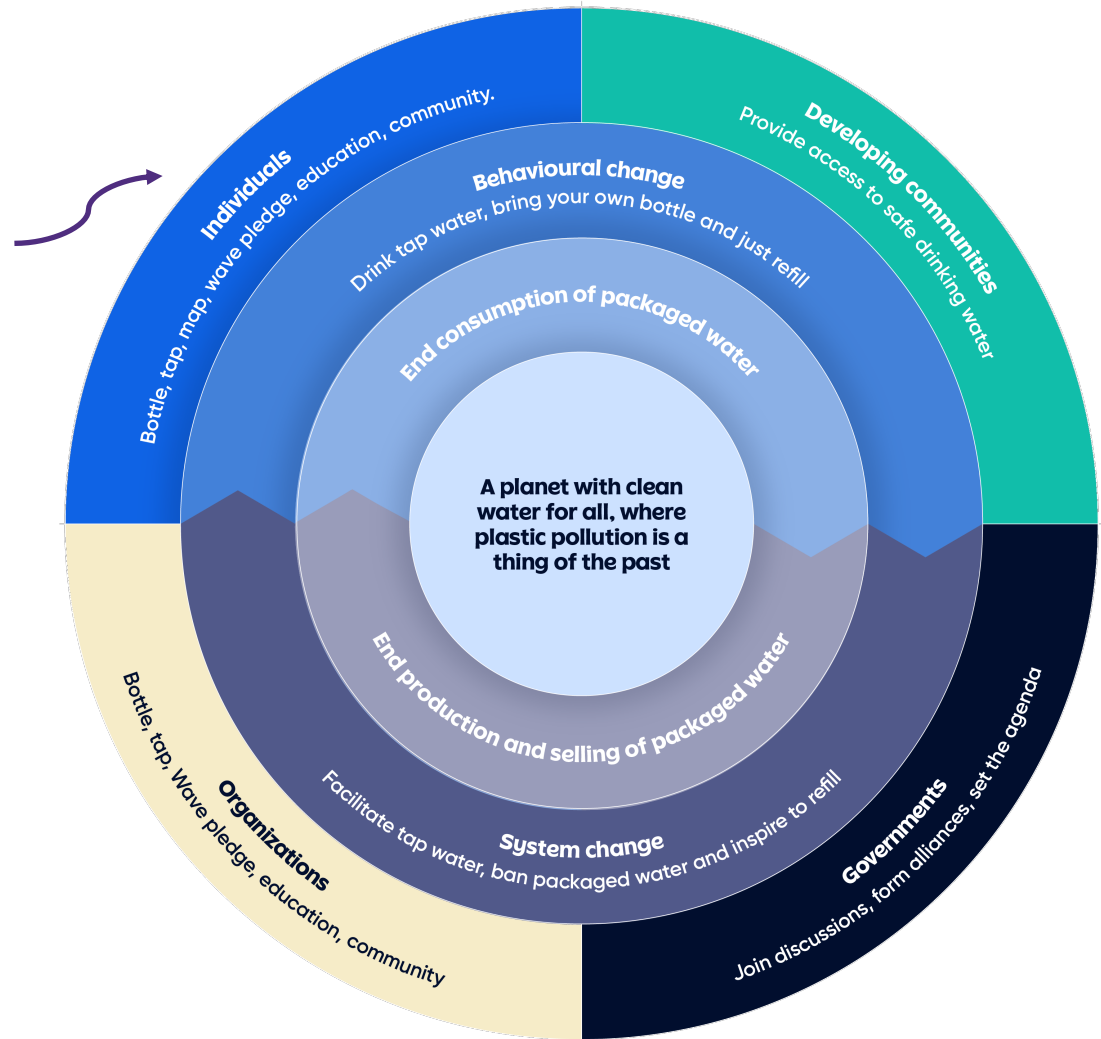 Individuals
Bottle, tap, map, wave pledge, education, community.
Developing communities
Provide access to safe drinking water
Behavioural change
Drink tap water, bring your own bottle and just refill
End consumption of packaged water
A planet with clean
water for all, where
plastic pollution is a
thing of the past
End production and selling of packaged water
System change
Facilitate tap water, ban packaged water and inspire to refill
Organizations
Bottle, tap, Wave pledge, education, community
Governments
Join discussions, form alliances, set the agenda